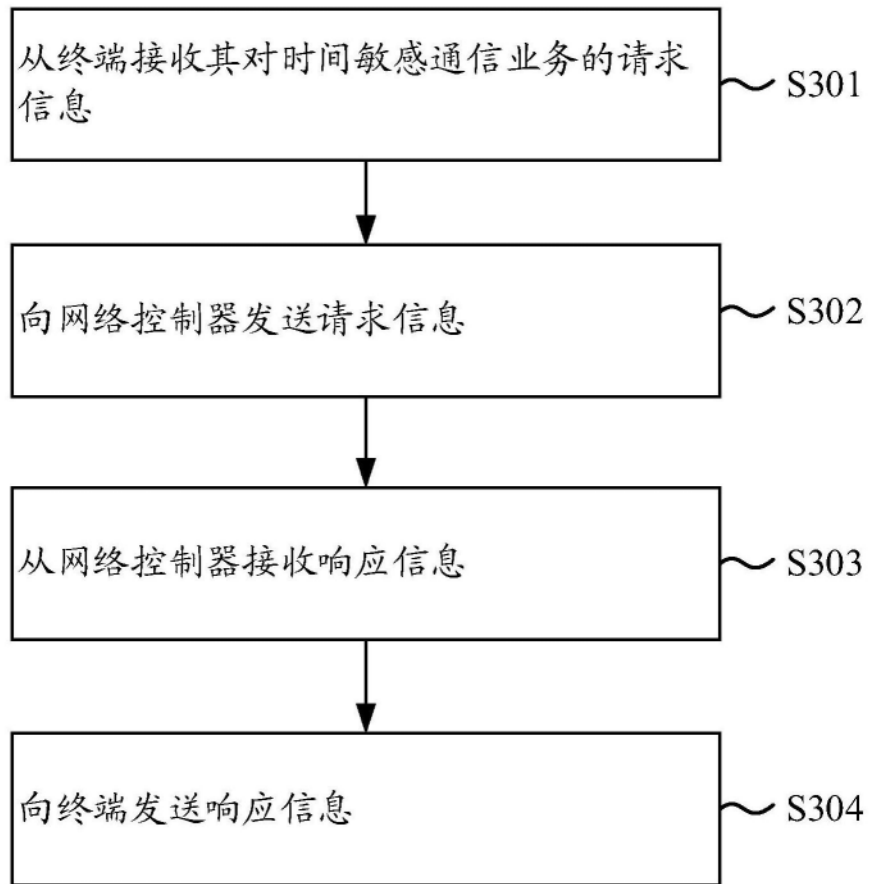 从终端接收其对时间敏感通信业务的请求
信息
S301
向网络控制器发送请求信息
S302
从网络控制器接收响应信息
S303
向终端发送响应信息
S304